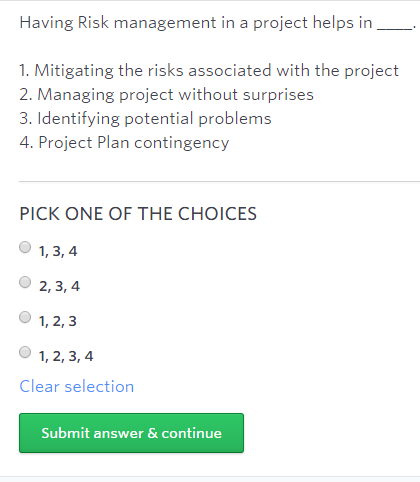 Having Risk management in a project helps in _____.
1. Mitigating the risks associated with the project
2. Managing project without surprises
3. Identifying potential problems
4. Project Plan contingency
PICK ONE OF THE CHOICES
1, 3, 4
2, 3, 4
1, 2, 3
1, 2, 3, 4
Clear selection
Submit answer & continue